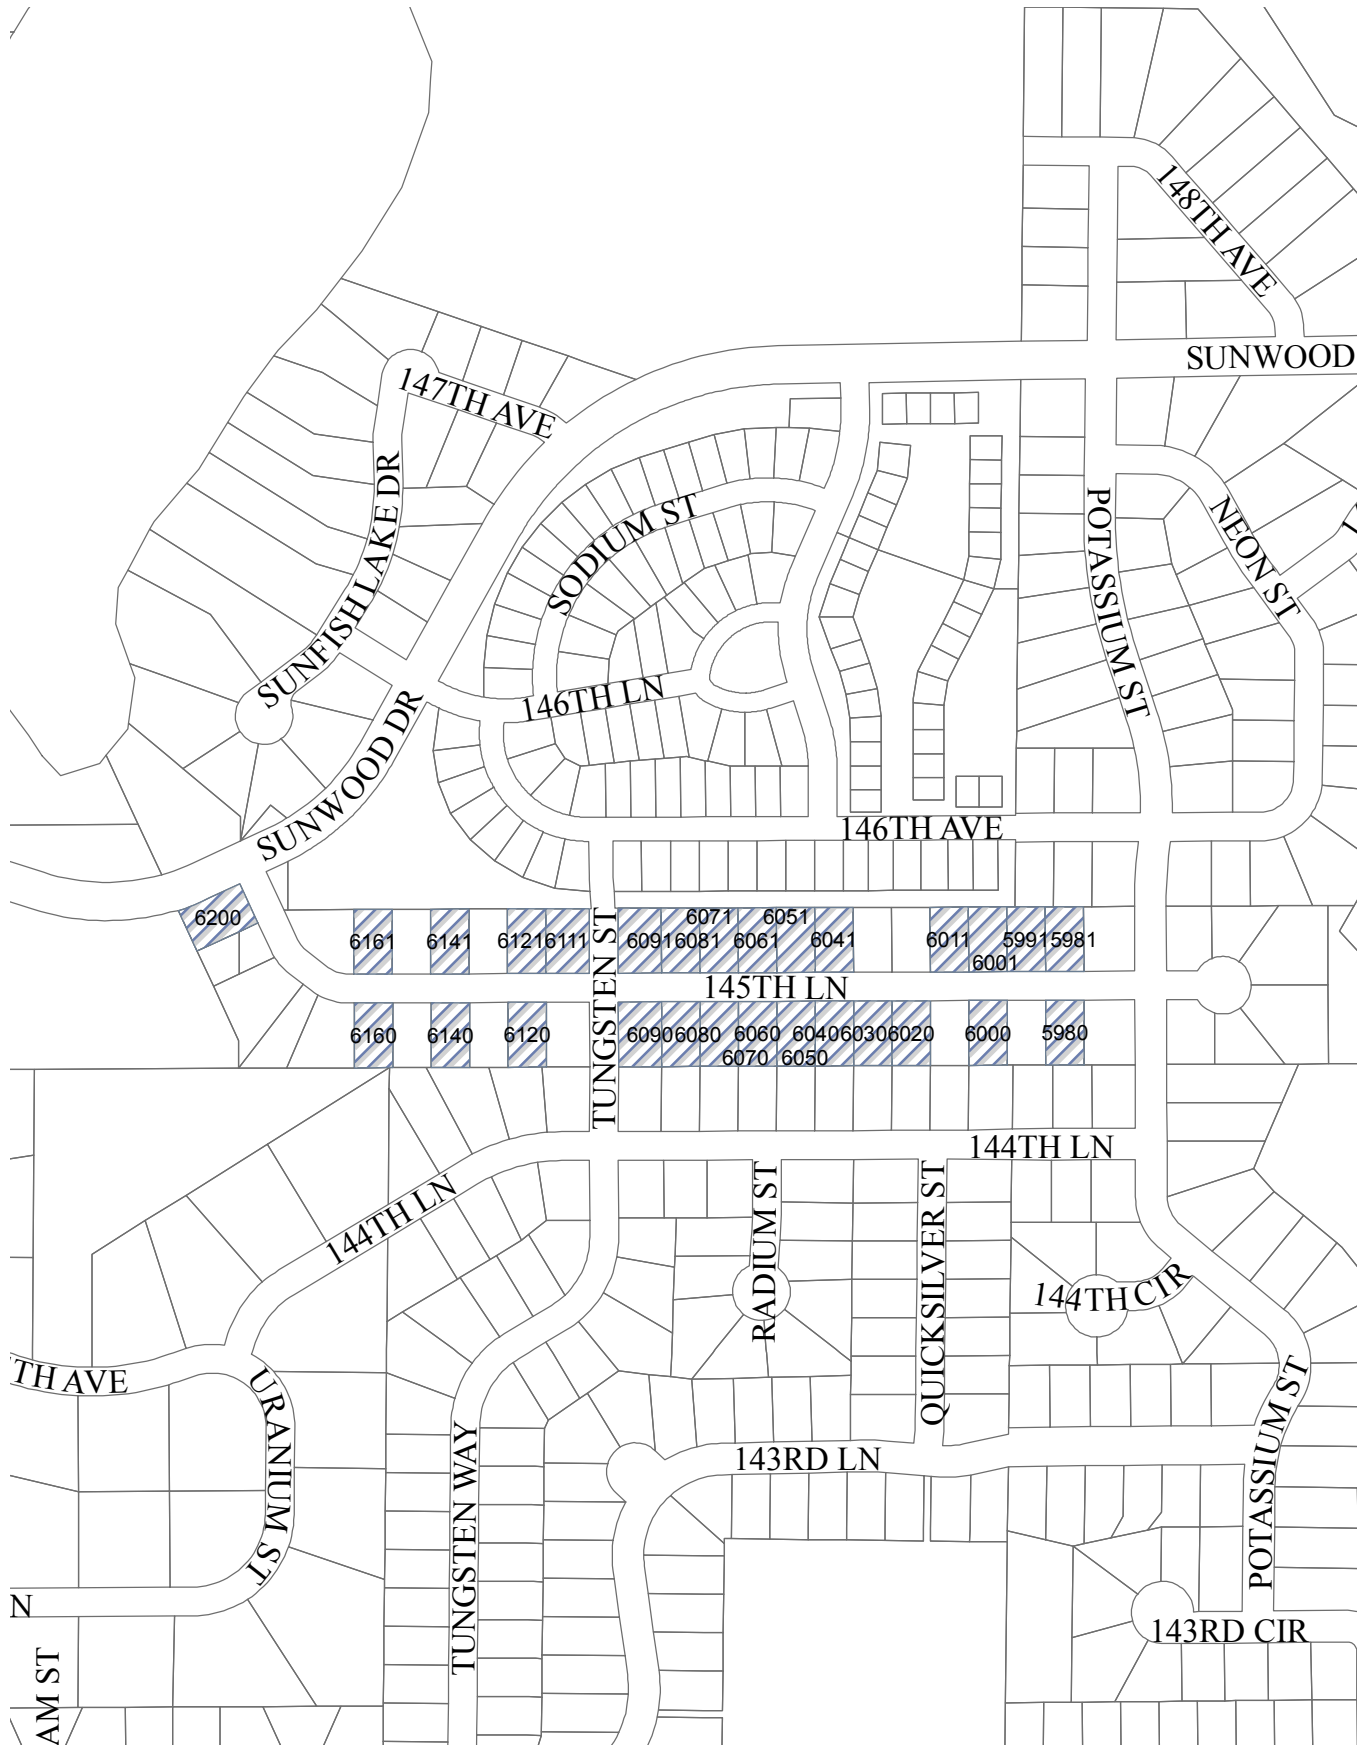 148TH AVE
SUNWOOD
147TH AVE
SUNFISH LAKE DR
SODIUM ST
POTASSIUM ST
NEON ST
146TH LN
SUNWOOD DR
146TH AVE
6200
6161
6141
6121
6111
6091
6081
6071
6061
6051
6041
6011
6001
5991
5981
145TH LN
TUNGSTEN ST
6160
6140
6120
6090
6080
6070
6060
6050
6040
6030
6020
6000
5980
144TH LN
144TH LN
RADIUM ST
QUICKSILVER ST
144TH CIR
TH AVE
URANIUM ST
TUNGSTEN WAY
143RD LN
POTASSIUM ST
143RD CIR
N
AM ST